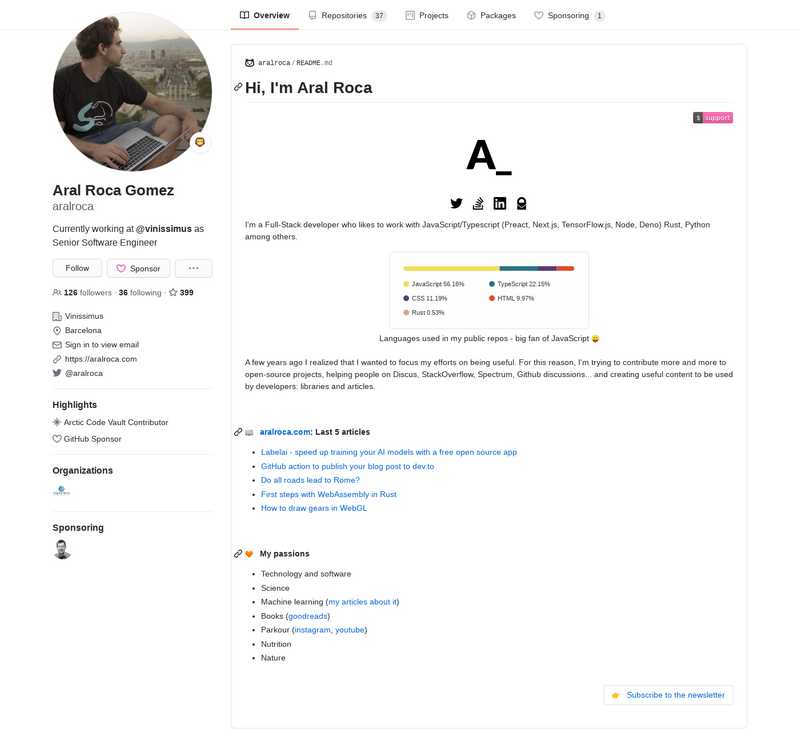 Overview
Repositories 37
Projects
Packages
Sponsoring 1
Aral Roca Gomez
aralroca
Currently working at @vinissimus as
Senior Software Engineer
Follow
Sponsor
...
126 followers · 36 following · 399
Vinissimus
Barcelona
Sign in to view email
https://aralroca.com
@aralroca
Highlights
Arctic Code Vault Contributor
GitHub Sponsor
Organizations
Sponsoring
aralroca/README.md
Hi, I'm Aral Roca
$ support
A_
I'm a Full-Stack developer who likes to work with JavaScript/Typescript (Preact, Next.js, TensorFlow.js, Node, Deno) Rust, Python
among others.
JavaScript 56.16%
TypeScript 22.15%
CSS 11.19%
HTML 9.97%
Rust 0.53%
Languages used in my public repos - big fan of JavaScript 😛
A few years ago I realized that I wanted to focus my efforts on being useful. For this reason, I'm trying to contribute more and more to
open-source projects, helping people on Discus, StackOverflow, Spectrum, Github discussions... and creating useful content to be used
by developers: libraries and articles.
📖 aralroca.com: Last 5 articles
• Labelai - speed up training your AI models with a free open source app
• GitHub action to publish your blog post to dev.to
• Do all roads lead to Rome?
• First steps with WebAssembly in Rust
• How to draw gears in WebGL
🧡 My passions
• Technology and software
• Science
• Machine learning (my articles about it)
• Books (goodreads)
• Parkour (instagram, youtube)
• Nutrition
• Nature
👉 Subscribe to the newsletter